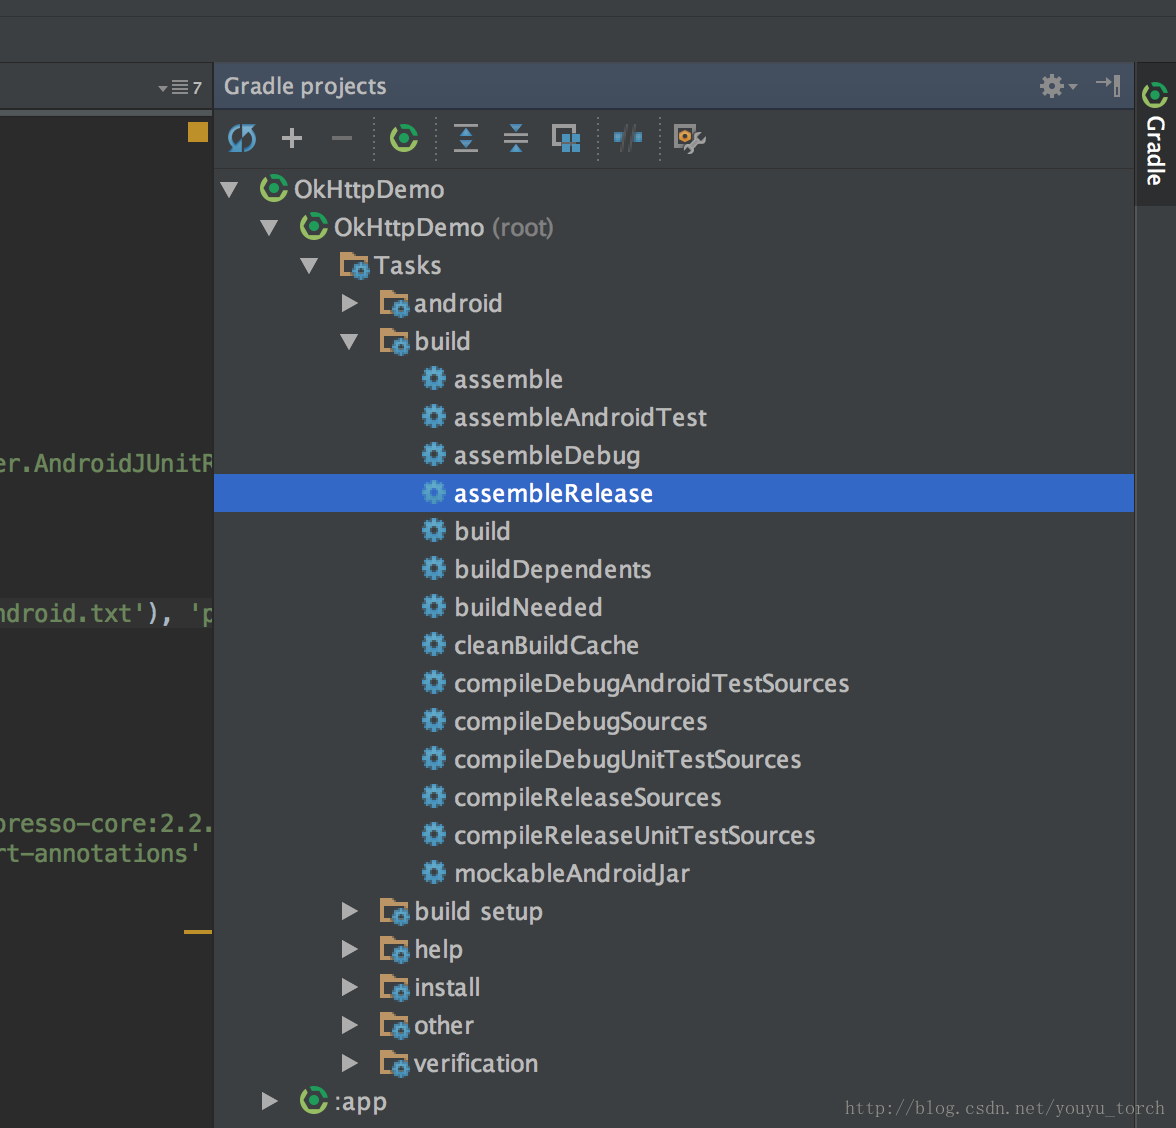 7
Gradle projects
Gradle
OkHttpDemo
OkHttpDemo (root)
Tasks
android
build
assemble
assembleAndroidTest
assembleDebug
er.AndroidJUnitR
assembleRelease
build
buildDependents
buildNeeded
ndroid.txt'), 'p
cleanBuildCache
compileDebugAndroidTestSources
compileDebugSources
compileDebugUnitTestSources
compileReleaseSources
presso-core:2.2.
compileReleaseUnitTestSources
rt-annotations'
mockableAndroidJar
build setup
help
install
other
verification
:app
http://blog.csdn.net/youyu_torch